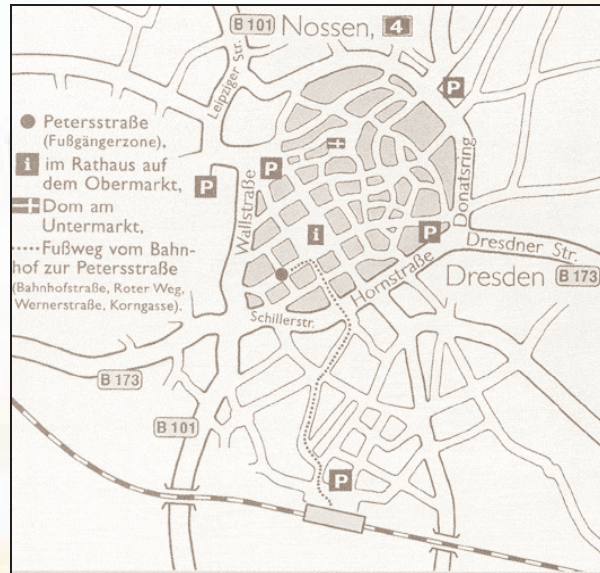 B 101 Nossen, 4
Leipziger Str.
P
Petersstraße
(Fußgängerzone),
i im Rathaus auf
dem Obermarkt,
Dom am
Untermarkt,
Fußweg vom Bahn-
hof zur Petersstraße
(Bahnhofstraße, Roter Weg,
Wernerstraße, Korngasse).
P
P
Wallstraße
i
P
Donatsring
Dresdner Str.
Dresden B 173
Hornstraße
Schillerstr.
B 173
B 101
P